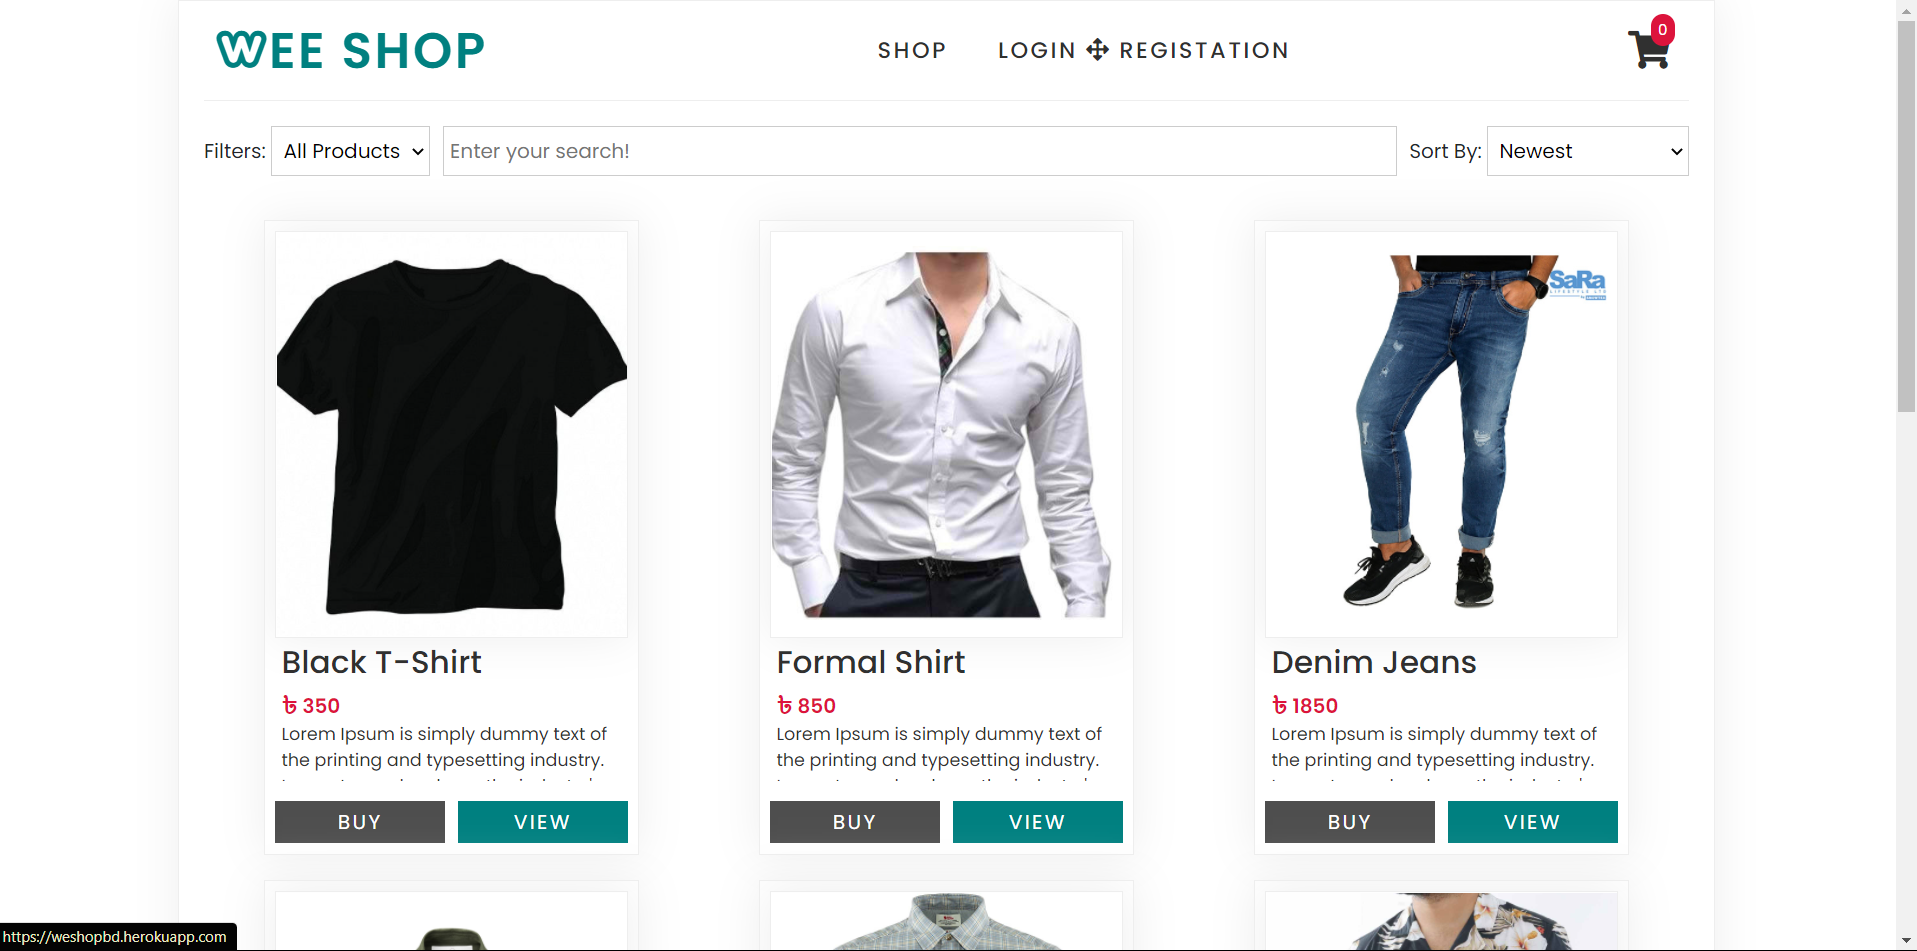 WEE SHOP
SHOP
LOGIN REGISTATION
0
Filters: All Products
Enter your search!
Sort By: Newest
SaRa
Black T-Shirt
৳ 350
Lorem Ipsum is simply dummy text of
the printing and typesetting industry.
BUY
VIEW
Formal Shirt
৳ 850
Lorem Ipsum is simply dummy text of
the printing and typesetting industry.
BUY
VIEW
Denim Jeans
৳ 1850
Lorem Ipsum is simply dummy text of
the printing and typesetting industry.
BUY
VIEW
https://weshopbd.herokuapp.com